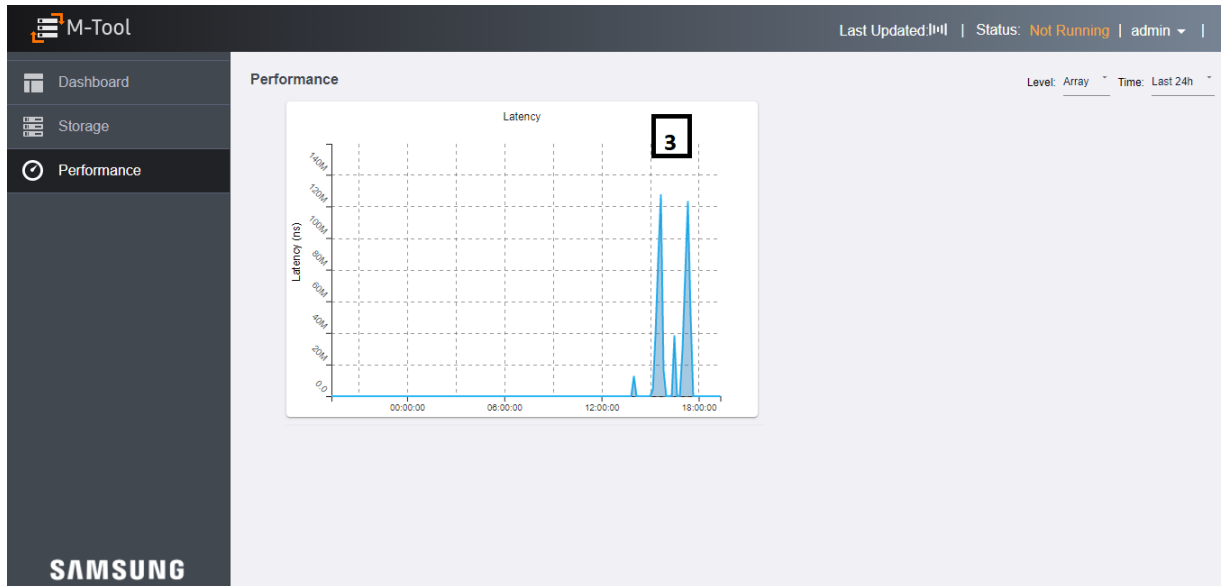 M-Tool
Last Updated: | Status: Not Running | admin |
Dashboard
Storage
Performance
Performance
Level: Array Time: Last 24h
Latency
3
140M
120M
100M
80M
60M
40M
20M
0.0
Latency (ns)
00:00:00 06:00:00 12:00:00 18:00:00
SAMSUNG